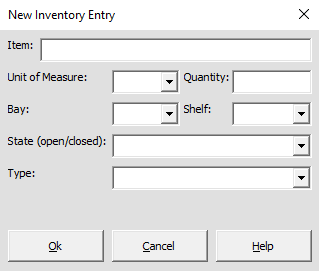 New Inventory Entry
Item:
Unit of Measure: Quantity:
Bay: Shelf:
State (open/closed):
Type:
Ok Cancel Help